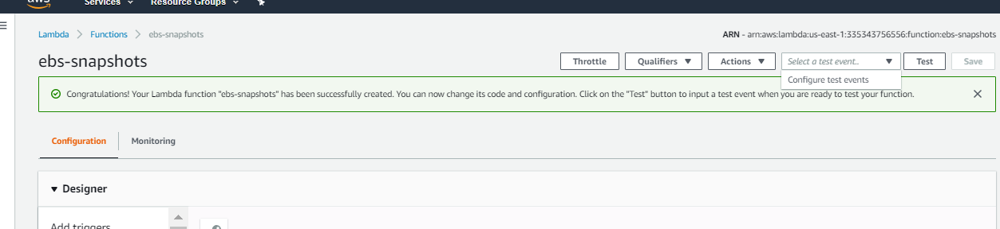 aws Services Resource Groups
Lambda Functions ebs-snapshots ARN - arn:aws:lambda:us-east-1:335343756556:function:ebs-snapshots
ebs-snapshots Throttle Qualifiers Actions Select a test event.. Test Save
Configure test events
Congratulations! Your Lambda function "ebs-snapshots" has been successfully created. You can now change its code and configuration. Click on the "Test" button to input a test event when you are ready to test your function.
Configuration Monitoring
Designer
Add triggers